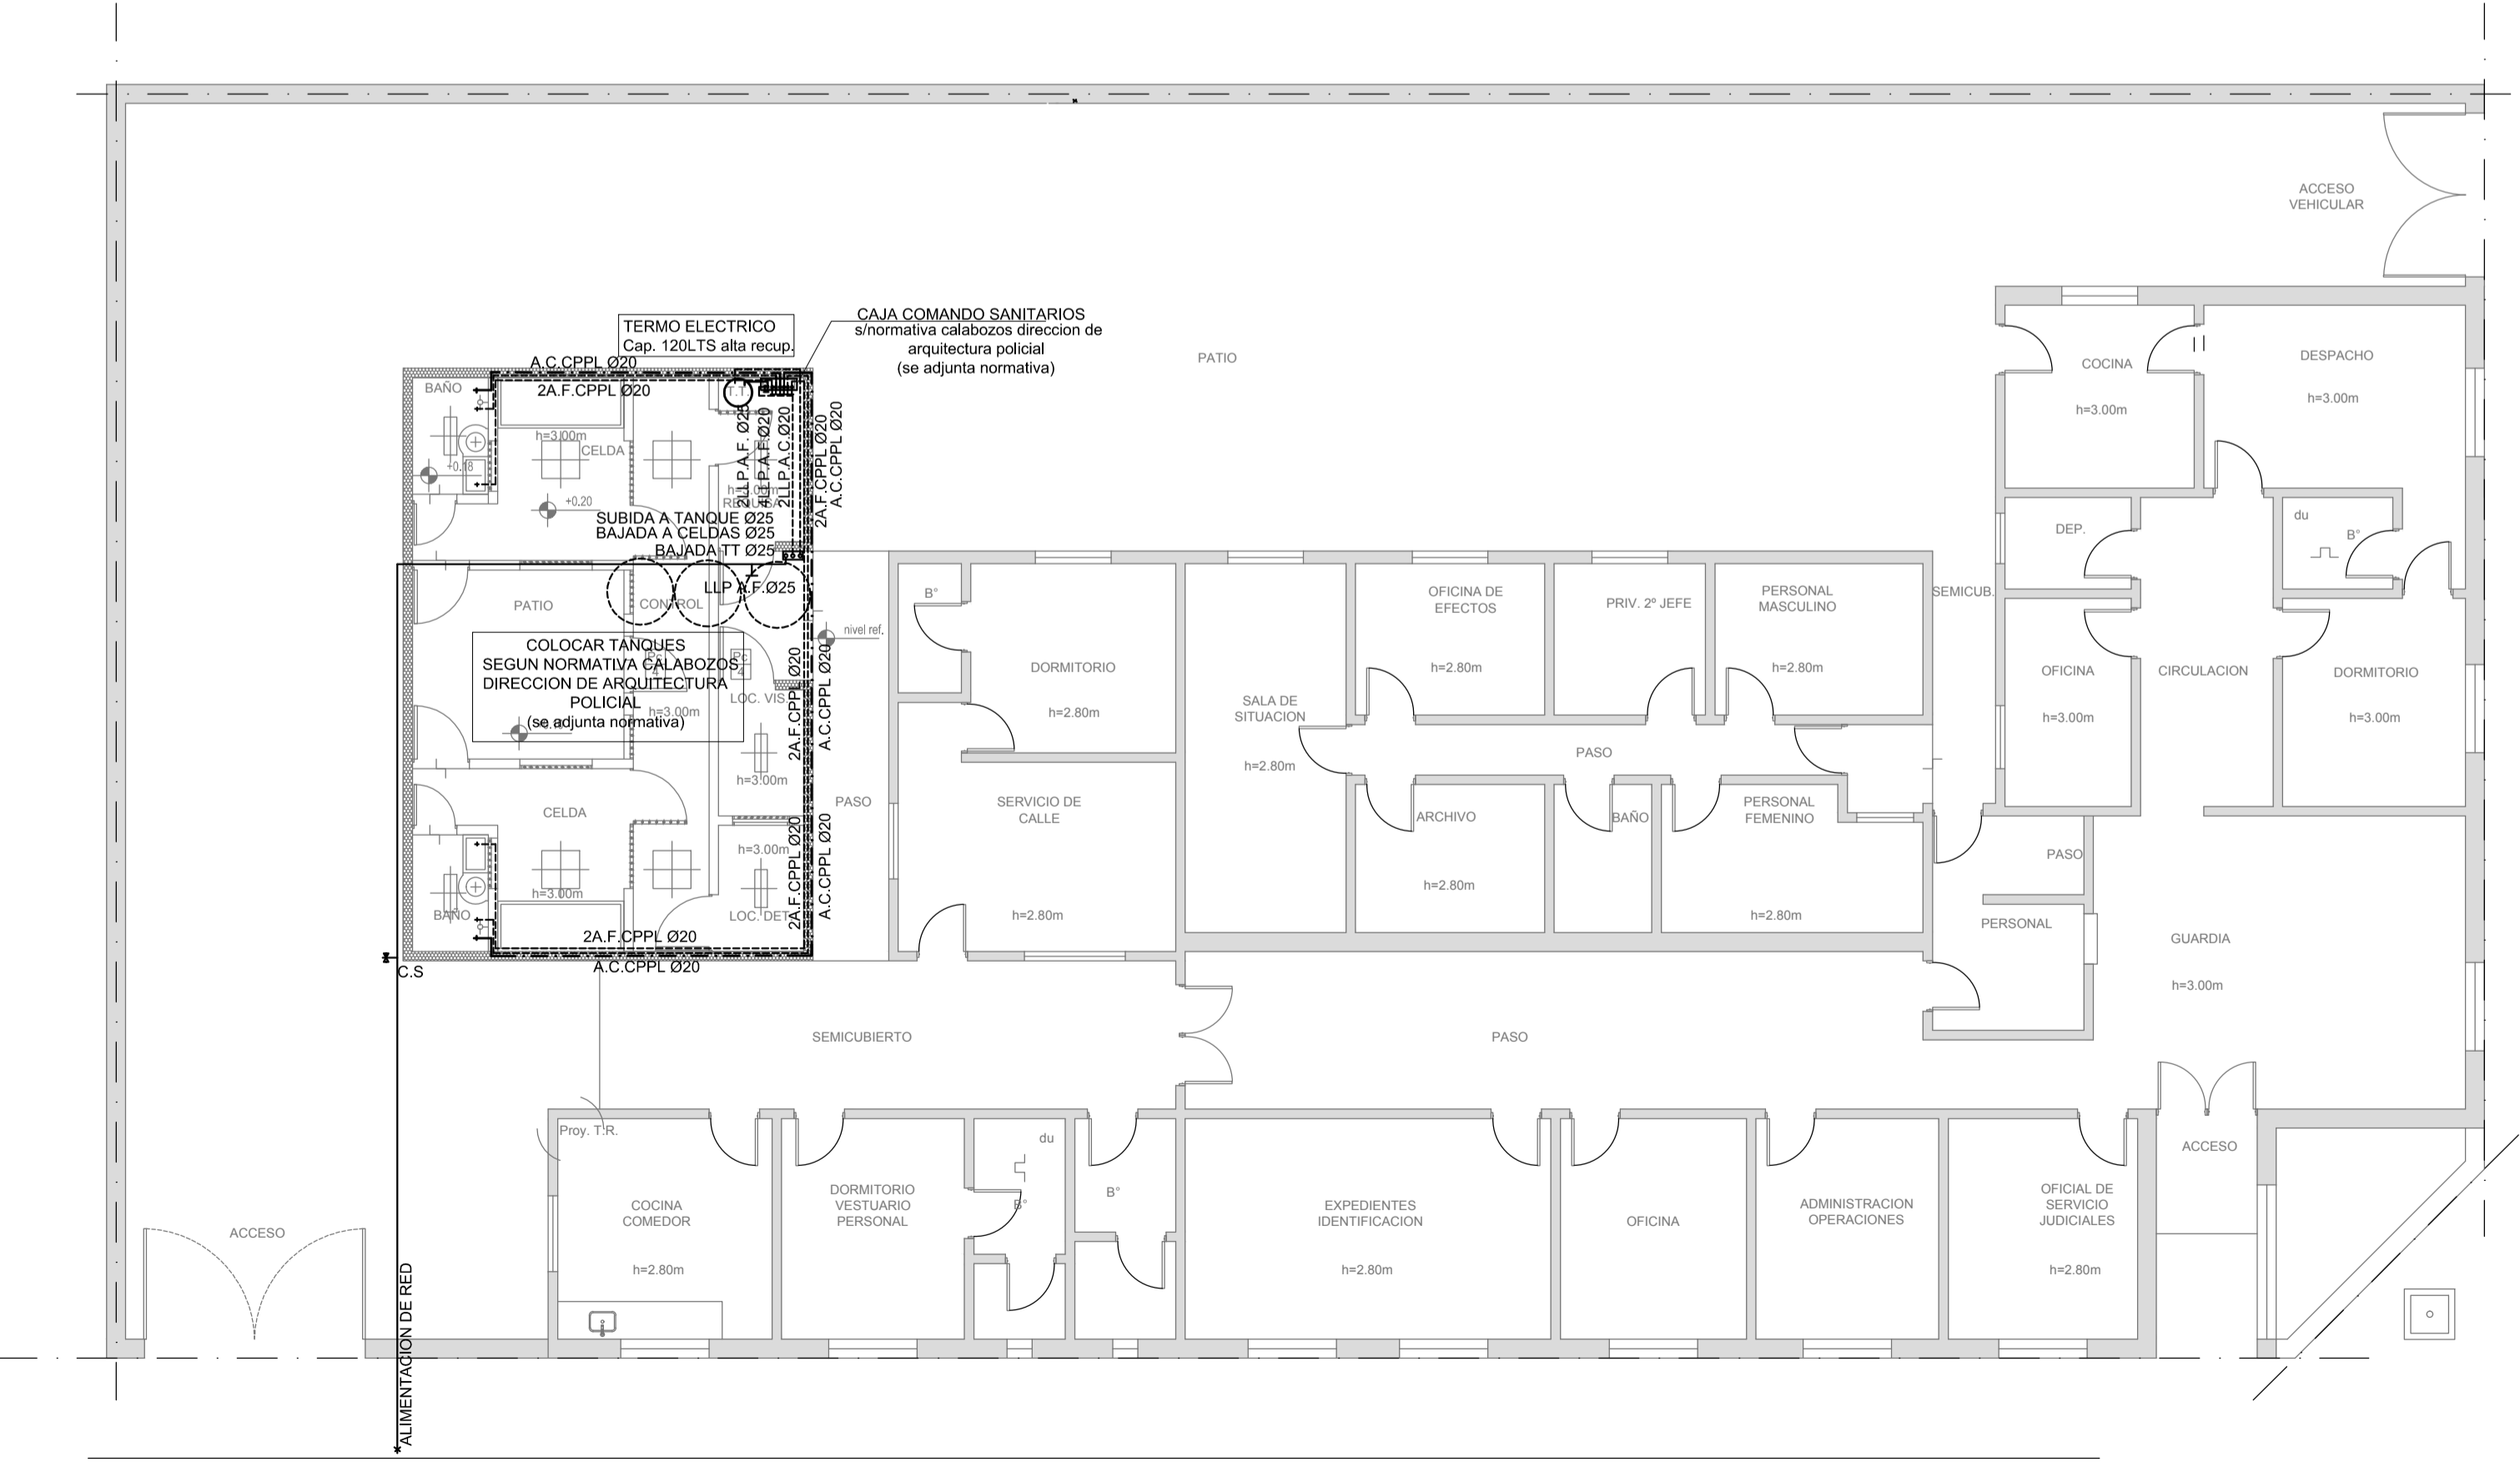 ACCESO
VEHICULAR
CAJA COMANDO SANITARIOS
s/normativa calabozos direccion de
arquitectura policial
(se adjunta normativa)
TERMO ELECTRICO
Cap. 120LTS alta recup.
A.C.CPPL Ø20
2A.F.CPPL Ø20
BAÑO
T.T.
PATIO
COCINA
h=3.00m
DESPACHO
h=3.00m
h=3.00m
CELDA
+0.18
+0,20
2LLP.A.F. Ø25
4LLP.A.F.Ø20
2LLP.A.C.Ø20
2A.F.CPPL Ø20
A.C.CPPL Ø20
h=3.00m
SUBIDA A TANQUE Ø25
BAJADA A CELDAS Ø25
BAJADA TT Ø25
LLP A.F.Ø25
PATIO
CONTROL
nivel ref.
COLOCAR TANQUES
SEGUN NORMATIVA CALABOZOS
DIRECCION DE ARQUITECTURA
POLICIAL
(se adjunta normativa)
Pc
4
Pc
4
LOC. VIS.
h=3.00m
h=3.00m
2A.F.CPPL Ø20
A.C.CPPL Ø20
CELDA
h=3.00m
h=3.00m
BAÑO
LOC. DET.
2A.F.CPPL Ø20
A.C.CPPL Ø20
2A.F.CPPL Ø20
A.C.CPPL Ø20
C.S
PASO
B°
DORMITORIO
h=2.80m
SERVICIO DE
CALLE
h=2.80m
SALA DE
SITUACION
h=2.80m
OFICINA DE
EFECTOS
h=2.80m
PRIV. 2º JEFE
PERSONAL
MASCULINO
h=2.80m
SEMICUB.
PASO
ARCHIVO
h=2.80m
BAÑO
PERSONAL
FEMENINO
h=2.80m
DEP.
du
B°
OFICINA
h=3.00m
CIRCULACION
DORMITORIO
h=3.00m
PASO
PERSONAL
GUARDIA
h=3.00m
SEMICUBIERTO
PASO
Proy. T.R.
COCINA
COMEDOR
h=2.80m
DORMITORIO
VESTUARIO
PERSONAL
du
B°
B°
EXPEDIENTES
IDENTIFICACION
h=2.80m
OFICINA
ADMINISTRACION
OPERACIONES
OFICIAL DE
SERVICIO
JUDICIALES
h=2.80m
ACCESO
ACCESO
ALIMENTACION DE RED